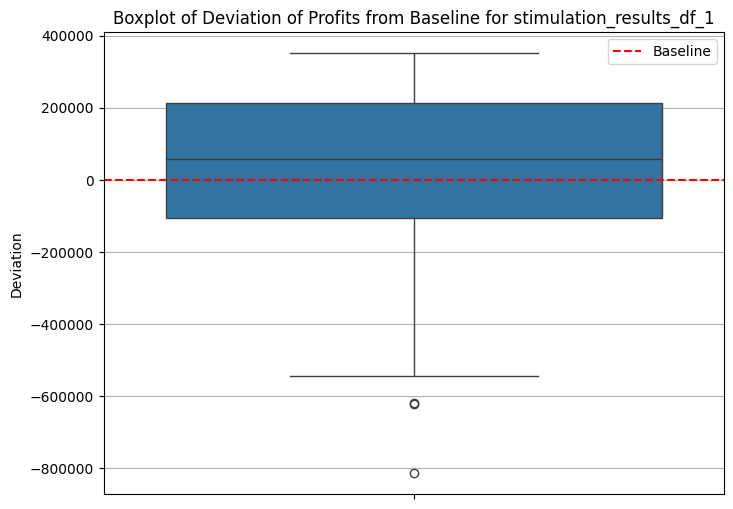 Boxplot of Deviation of Profits from Baseline for stimulation_results_df_1
Baseline
400000
200000
0
−200000
−400000
−600000
−800000
Deviation